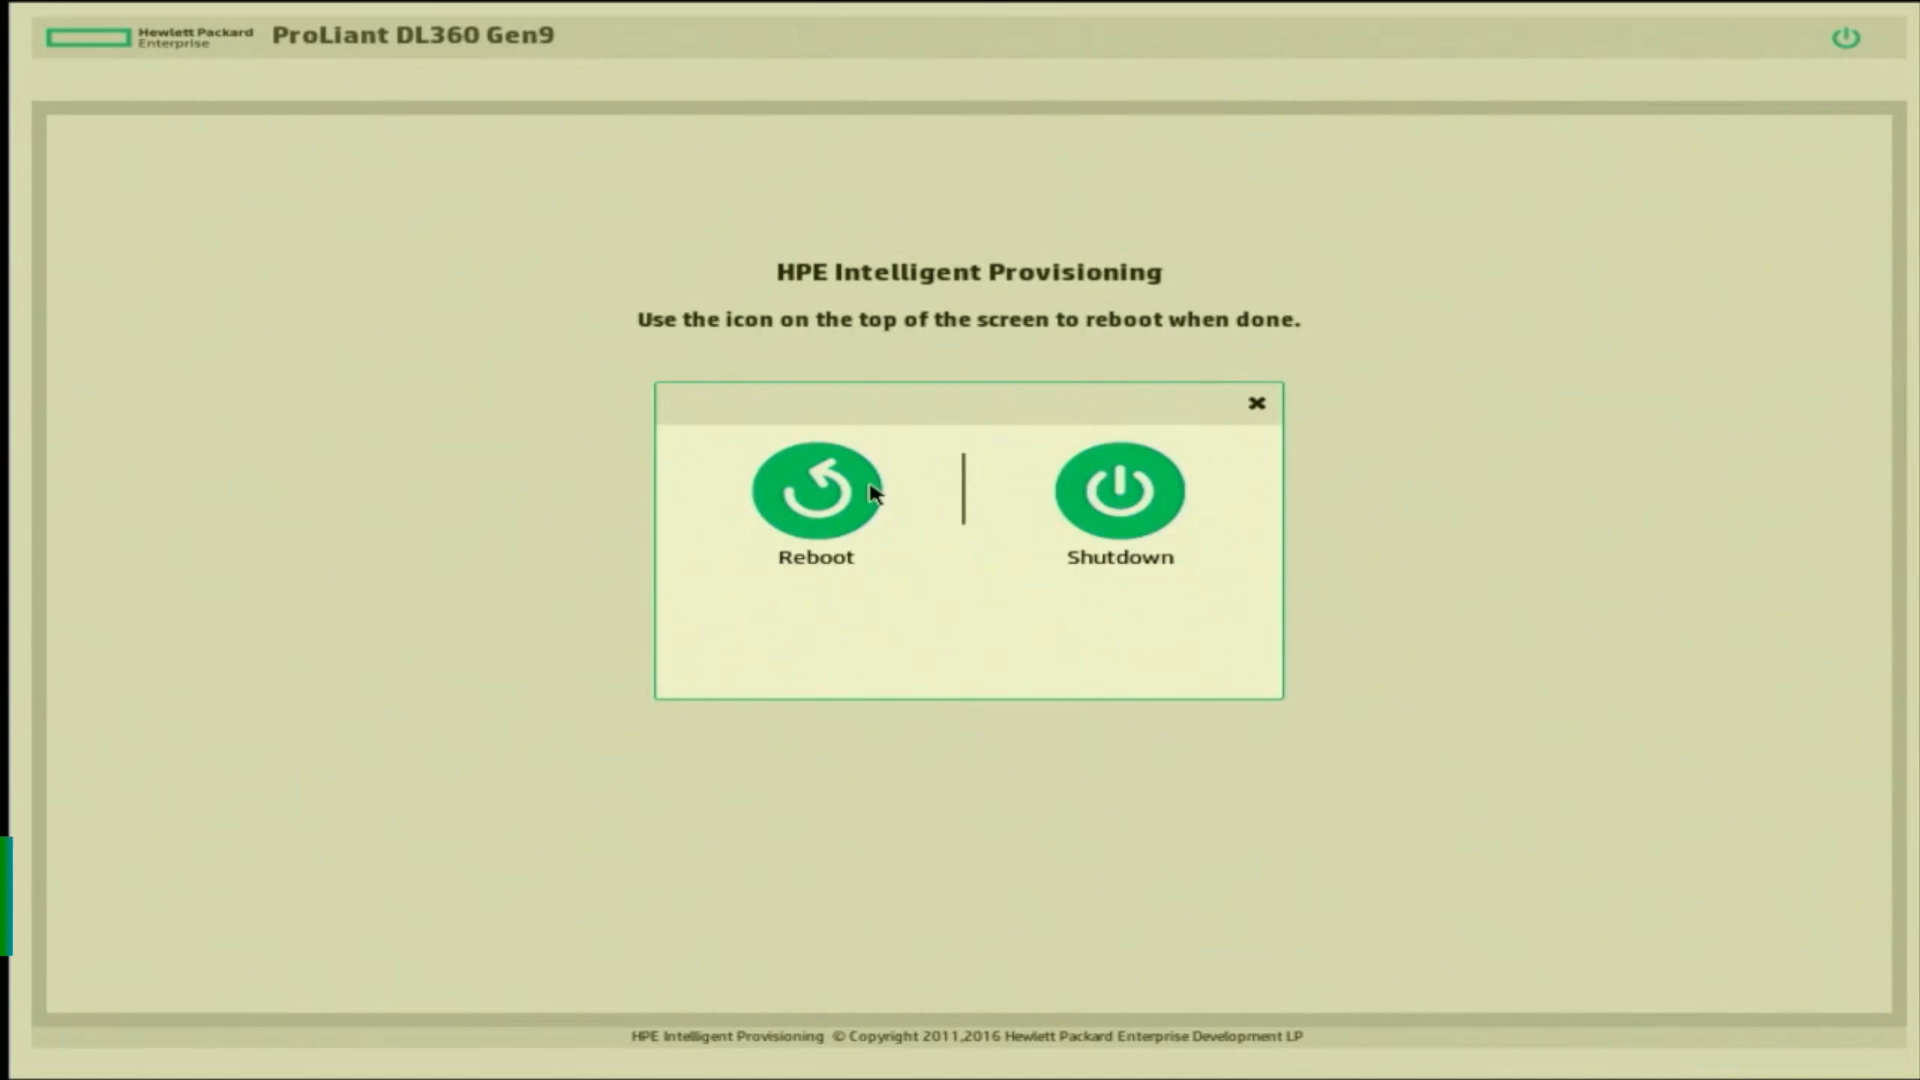 Hewlett Packard
Enterprise
ProLiant DL360 Gen9
HPE Intelligent Provisioning
Use the icon on the top of the screen to reboot when done.
Reboot
Shutdown
HPE Intelligent Provisioning © Copyright 2011,2016 Hewlett Packard Enterprise Development LP